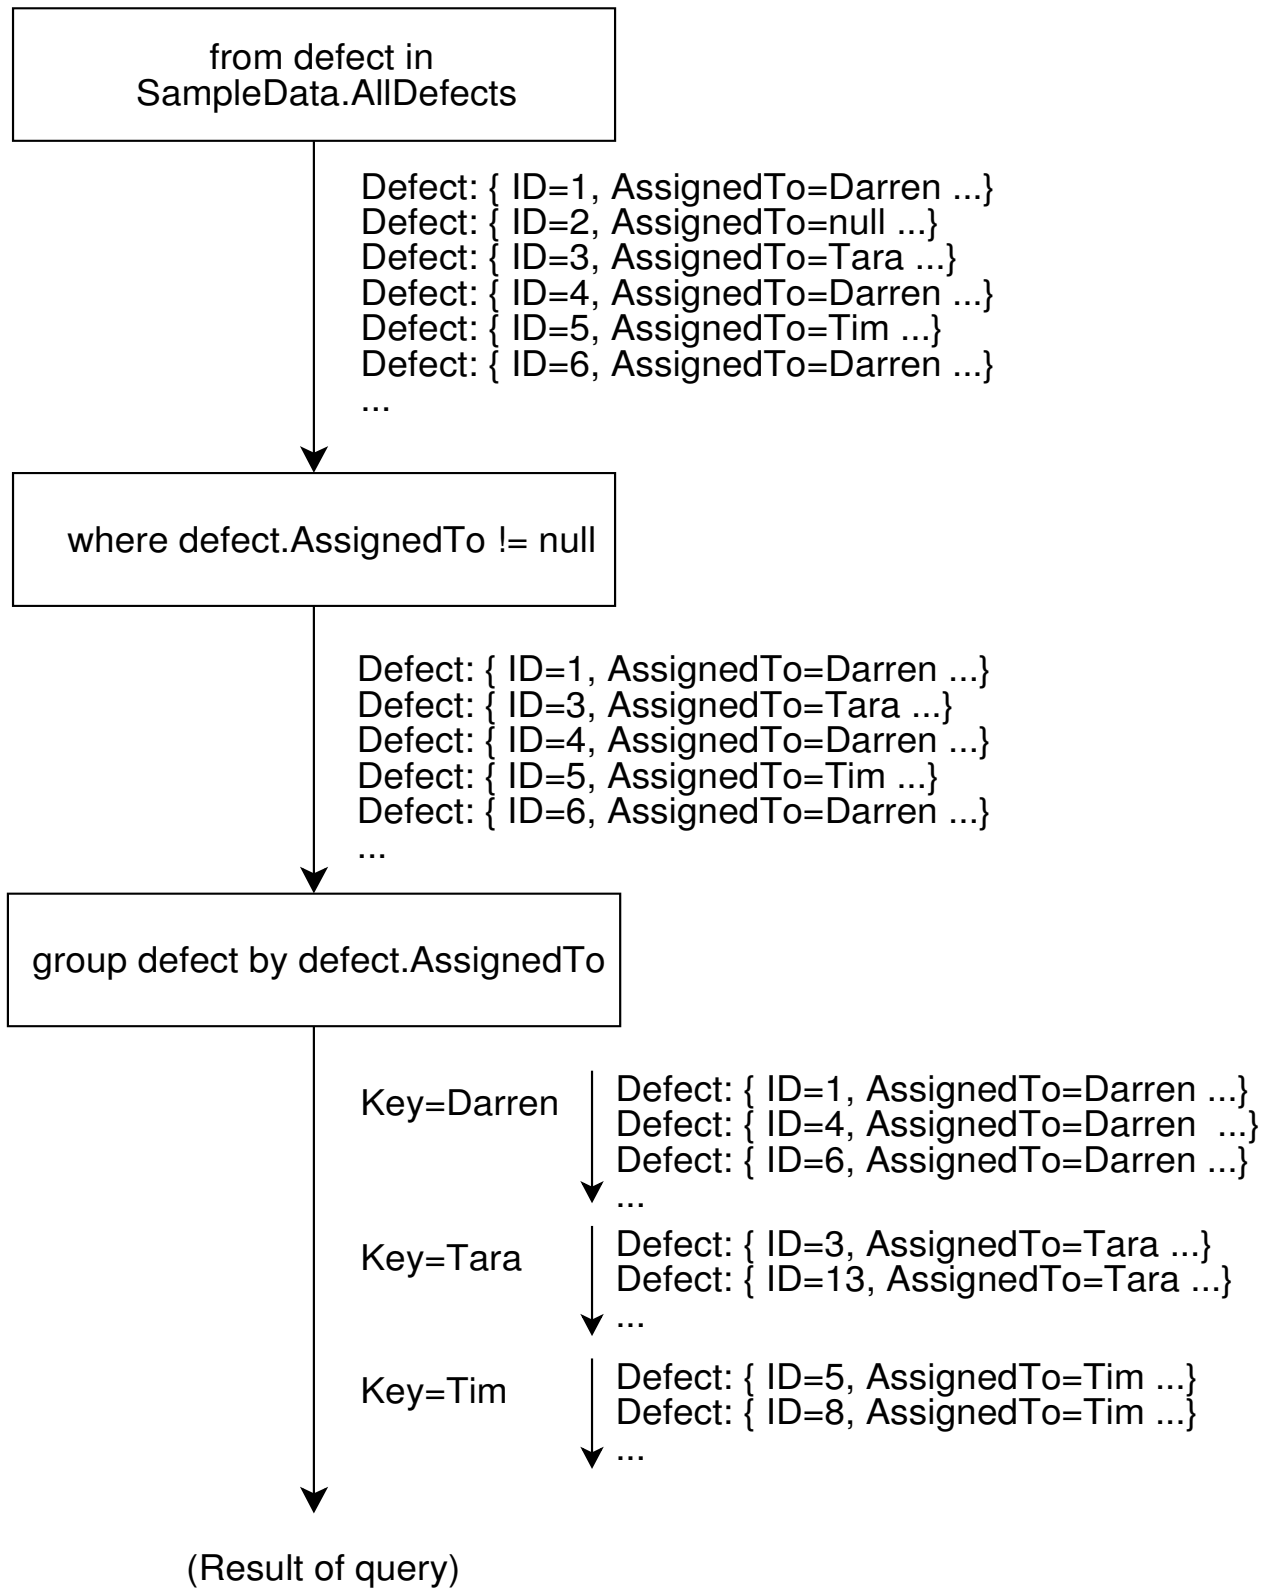 from defect in
SampleData.AllDefects
Defect: { ID=1, AssignedTo=Darren ...}
Defect: { ID=2, AssignedTo=null ...}
Defect: { ID=3, AssignedTo=Tara ...}
Defect: { ID=4, AssignedTo=Darren ...}
Defect: { ID=5, AssignedTo=Tim ...}
Defect: { ID=6, AssignedTo=Darren ...}
...
where defect.AssignedTo != null
Defect: { ID=1, AssignedTo=Darren ...}
Defect: { ID=3, AssignedTo=Tara ...}
Defect: { ID=4, AssignedTo=Darren ...}
Defect: { ID=5, AssignedTo=Tim ...}
Defect: { ID=6, AssignedTo=Darren ...}
...
group defect by defect.AssignedTo
Key=Darren
Defect: { ID=1, AssignedTo=Darren ...}
Defect: { ID=4, AssignedTo=Darren  ...}
Defect: { ID=6, AssignedTo=Darren ...}
...
Key=Tara
Defect: { ID=3, AssignedTo=Tara ...}
Defect: { ID=13, AssignedTo=Tara ...}
...
Key=Tim
Defect: { ID=5, AssignedTo=Tim ...}
Defect: { ID=8, AssignedTo=Tim ...}
...
(Result of query)